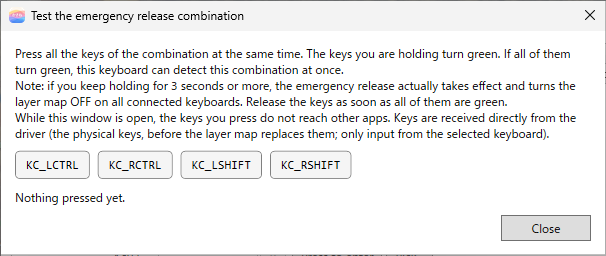 Test the emergency release combination
Press all the keys of the combination at the same time. The keys you are holding turn green. If all of them
turn green, this keyboard can detect this combination at once.
Note: if you keep holding for 3 seconds or more, the emergency release actually takes effect and turns the
layer map OFF on all connected keyboards. Release the keys as soon as all of them are green.
While this window is open, the keys you press do not reach other apps. Keys are received directly from the
driver (the physical keys, before the layer map replaces them; only input from the selected keyboard).
KC_LCTRL KC_RCTRL KC_LSHIFT KC_RSHIFT
Nothing pressed yet.
Close